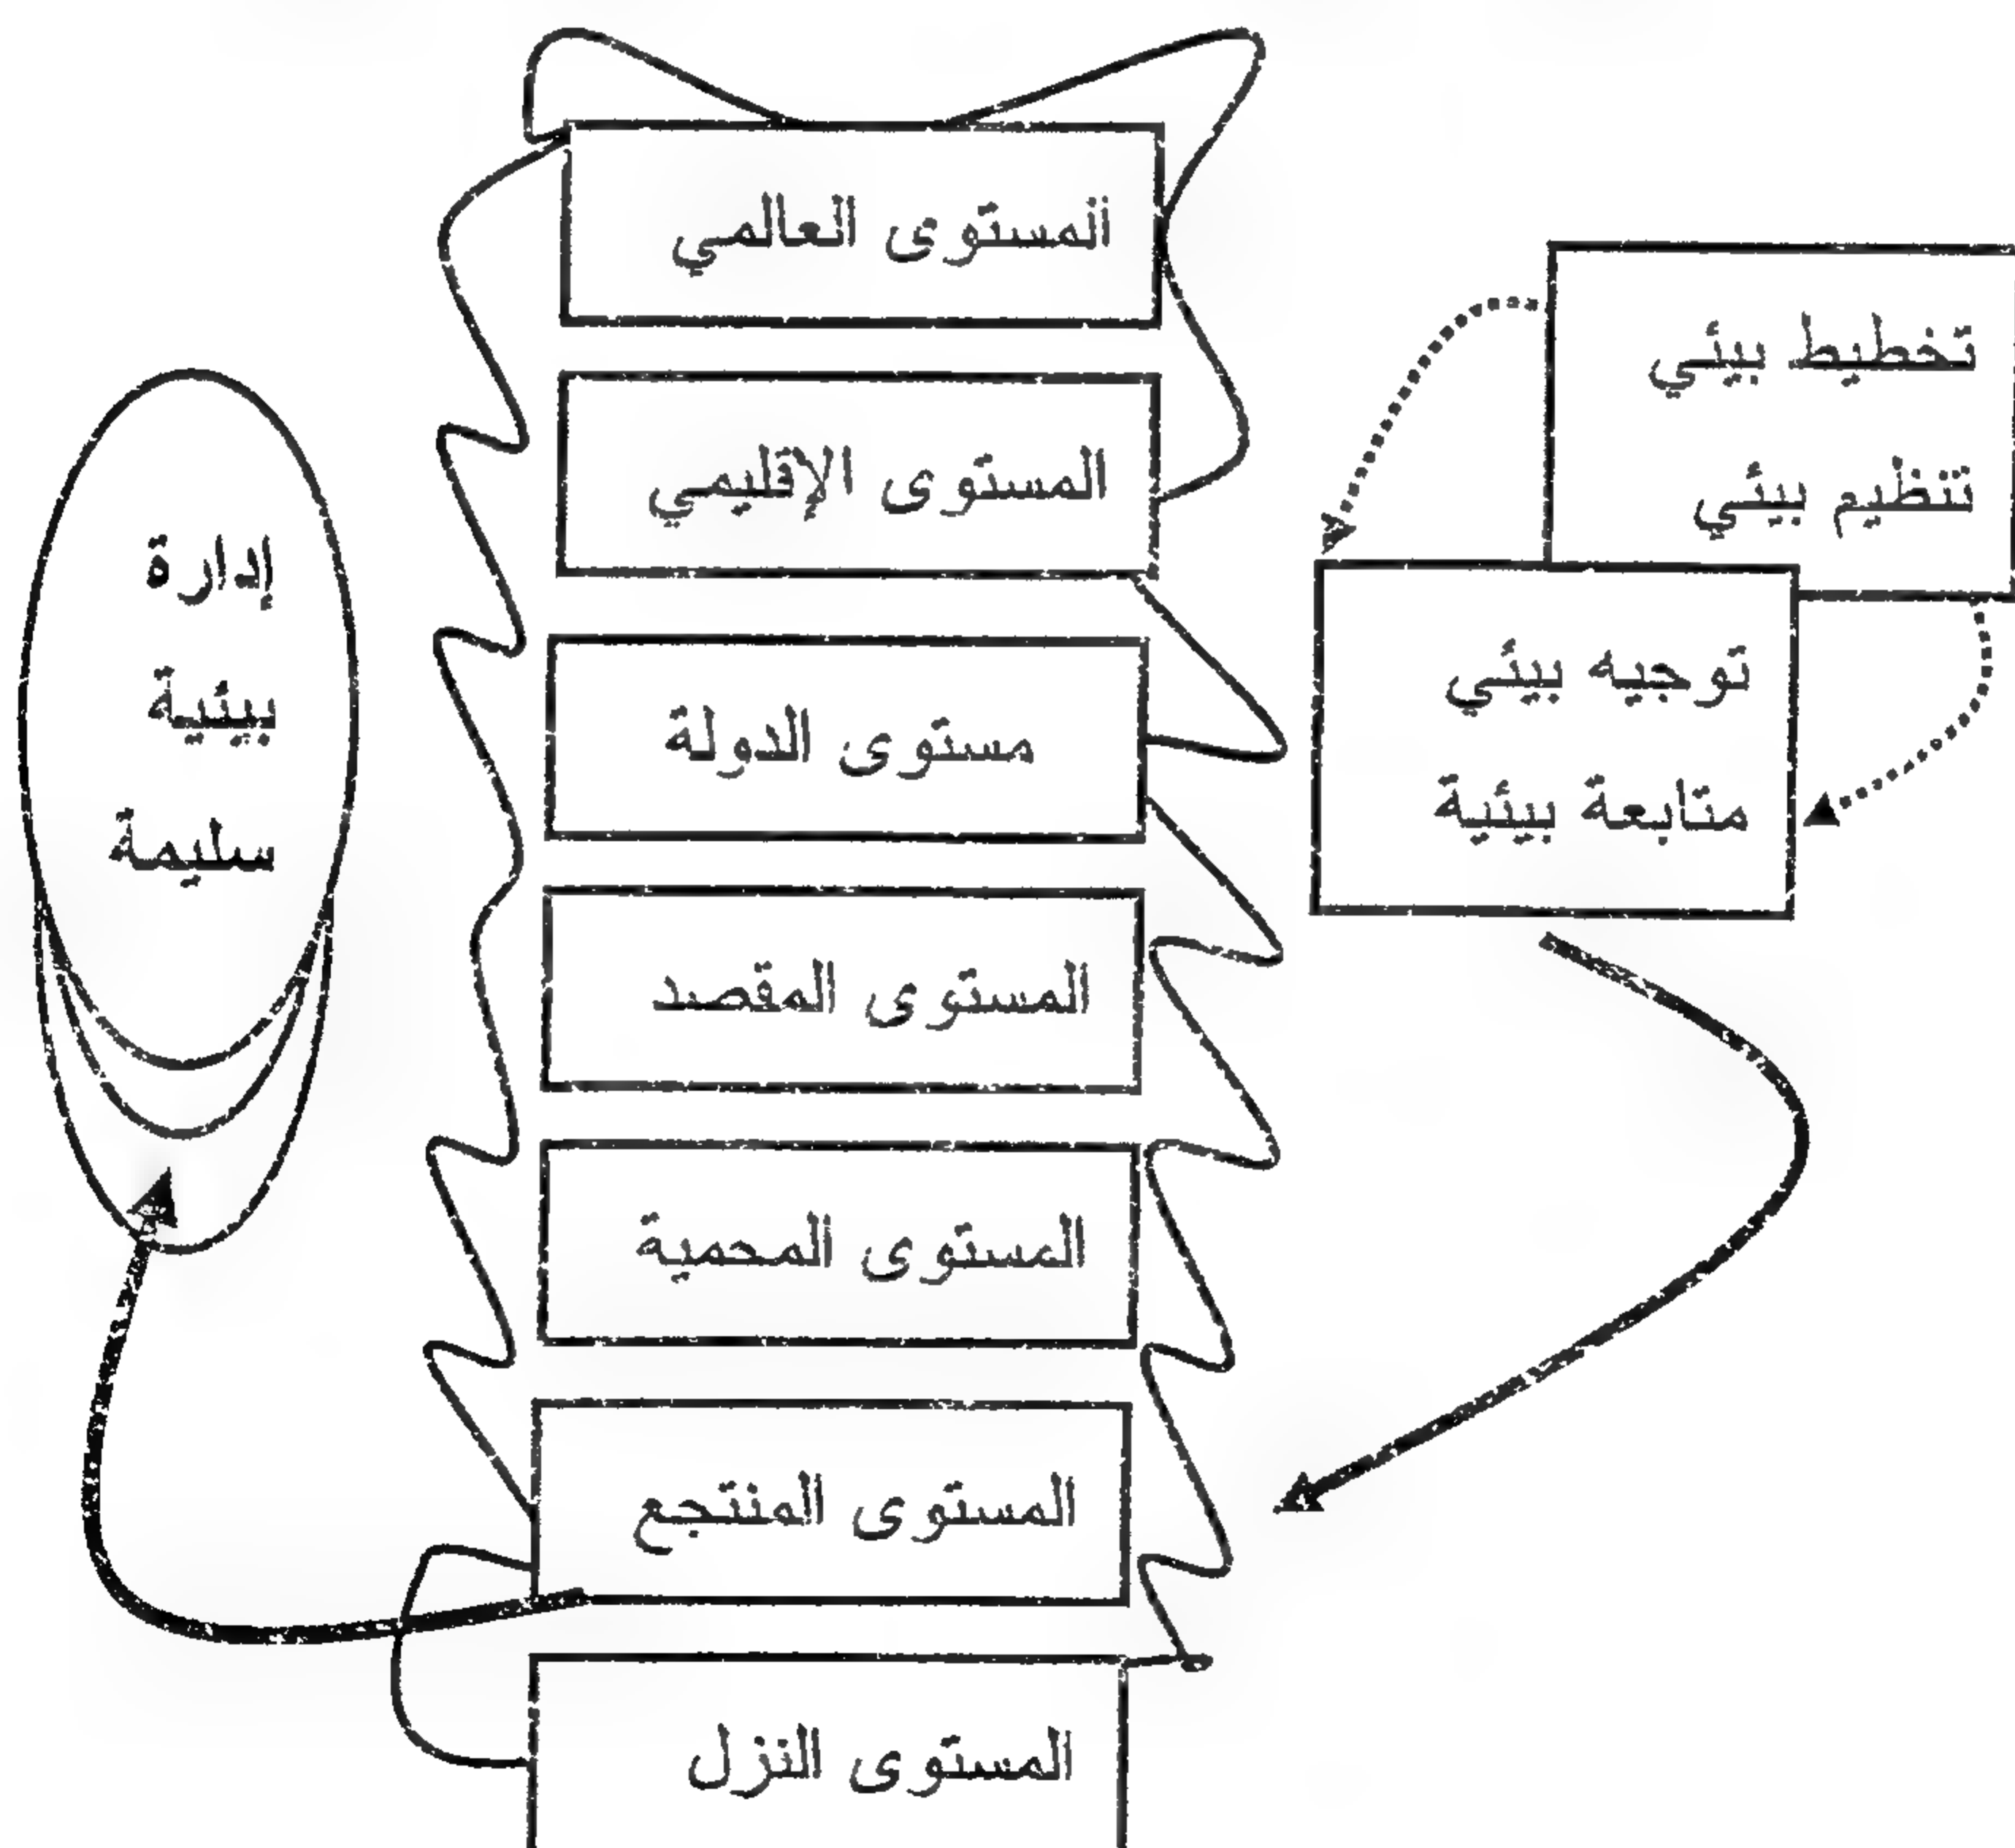 المستوى العالمي
المستوى الإقليمي
مستوى الدولة
المستوى المقصد
المستوى المحمية
المستوى المنتجع
المستوى النزل
تخطيط بيئي
تنظيم بيئي
توجيه بيئي
متابعة بيئية
إدارة
بيئية
سليمة